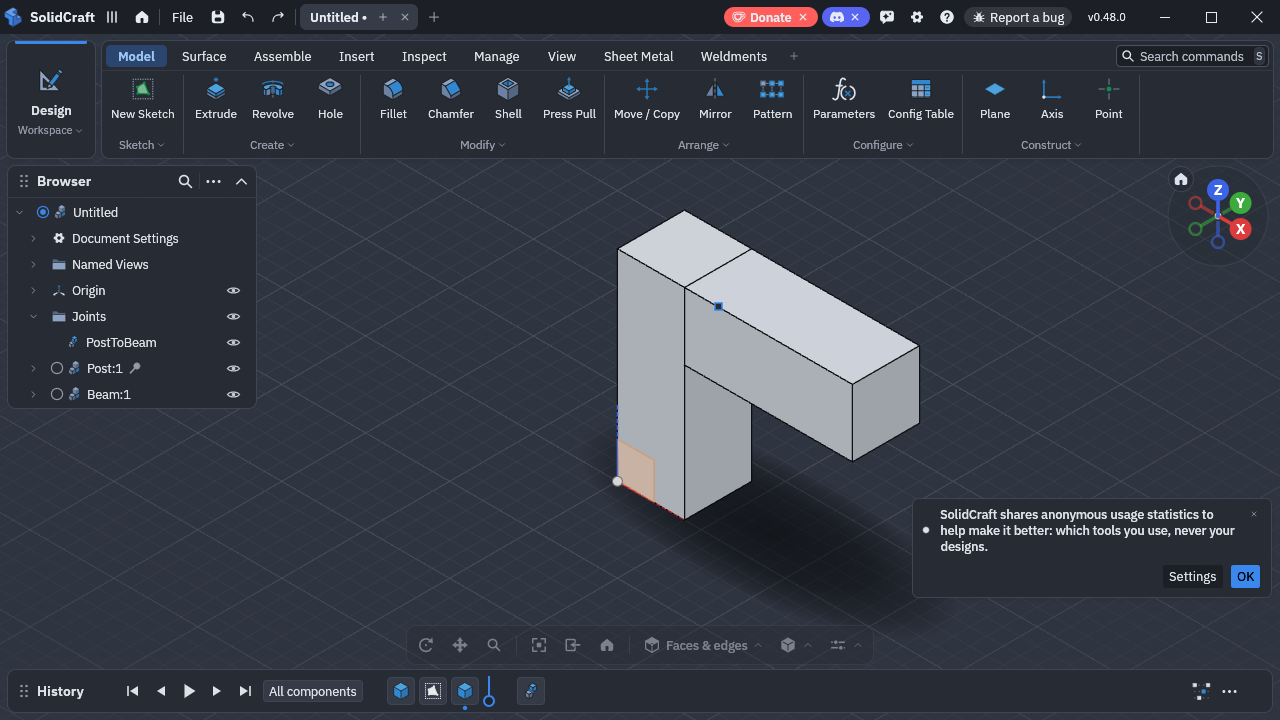 SolidCraft
File
Untitled •
Donate
Report a bug
v0.48.0
Design
Workspace
Model
Surface
Assemble
Insert
Inspect
Manage
View
Sheet Metal
Weldments
Search commands
S
New Sketch
Extrude
Revolve
Hole
Fillet
Chamfer
Shell
Press Pull
Move / Copy
Mirror
Pattern
Parameters
Config Table
Plane
Axis
Point
Sketch
Create
Modify
Arrange
Configure
Construct
Browser
Untitled
Document Settings
Named Views
Origin
Joints
PostToBeam
Post:1
Beam:1
Z
Y
X
SolidCraft shares anonymous usage statistics to
help make it better: which tools you use, never your
designs.
Settings
OK
Faces & edges
History
All components